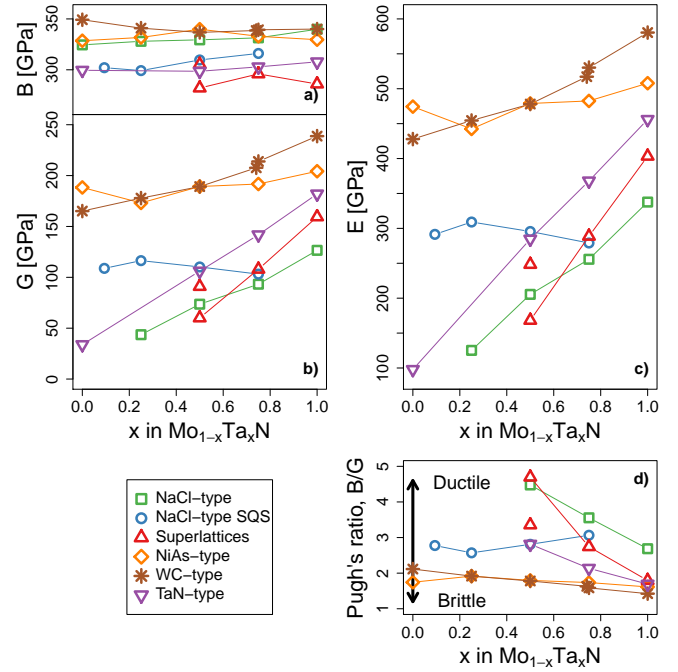 B [GPa]
300
350
a)
G [GPa]
0
50
100
150
200
250
b)
0.0 0.2 0.4 0.6 0.8 1.0
x in Mo1−xTaxN
E [GPa]
100
200
300
400
500
600
c)
0.0 0.2 0.4 0.6 0.8 1.0
x in Mo1−xTaxN
NaCl−type
NaCl−type SQS
Superlattices
NiAs−type
WC−type
TaN−type
Pugh's ratio, B/G
1
2
3
4
5
d)
Ductile
Brittle
0.0 0.2 0.4 0.6 0.8 1.0
x in Mo1−xTaxN